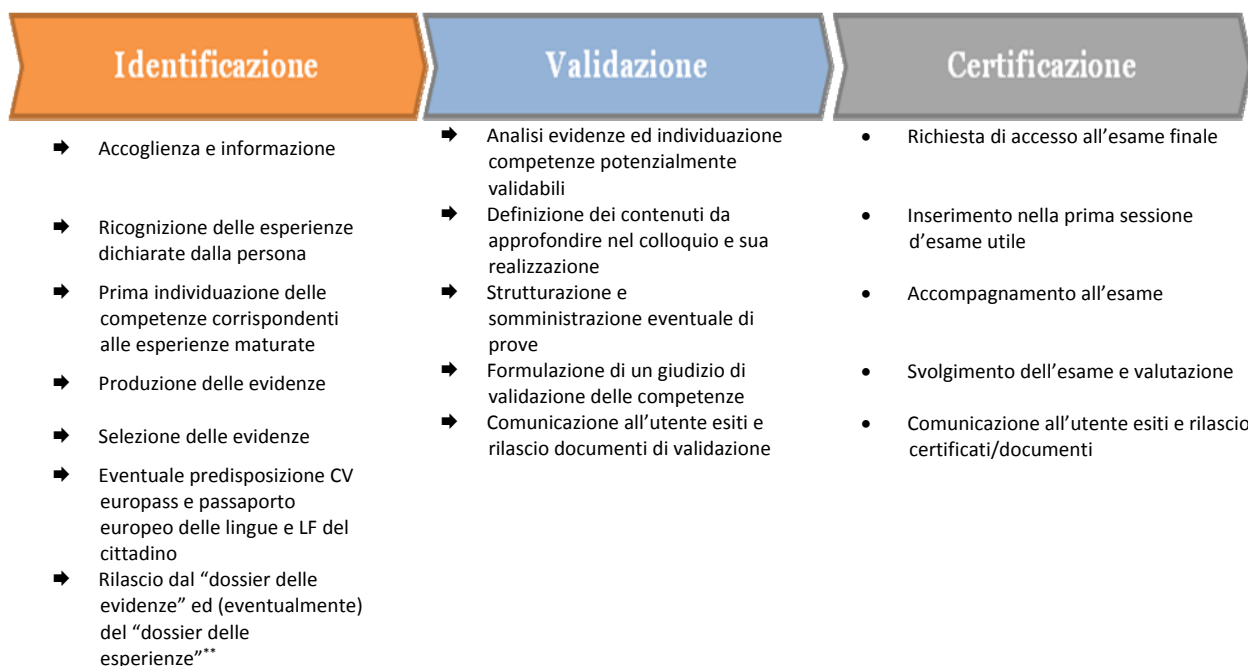 Identificazione
Validazione
Certificazione
➡ Accoglienza e informazione
➡ Ricognizione delle esperienze
dichiarate dalla persona
➡ Prima individuazione delle
competenze corrispondenti
alle esperienze maturate
➡ Produzione delle evidenze
➡ Selezione delle evidenze
➡ Eventuale predisposizione CV
europass e passaporto
europeo delle lingue e LF del
cittadino
➡ Rilascio dal “dossier delle
evidenze” ed (eventualmente)
del “dossier delle
esperienze”**
➡ Analisi evidenze ed individuazione
competenze potenzialmente
validabili
➡ Definizione dei contenuti da
approfondire nel colloquio e sua
realizzazione
➡ Strutturazione e
somministrazione eventuale di
prove
➡ Formulazione di un giudizio di
validazione delle competenze
➡ Comunicazione all’utente esiti e
rilascio documenti di validazione
• Richiesta di accesso all’esame finale
• Inserimento nella prima sessione
d’esame utile
• Accompagnamento all’esame
• Svolgimento dell’esame e valutazione
• Comunicazione all’utente esiti e rilascio
certificati/documenti